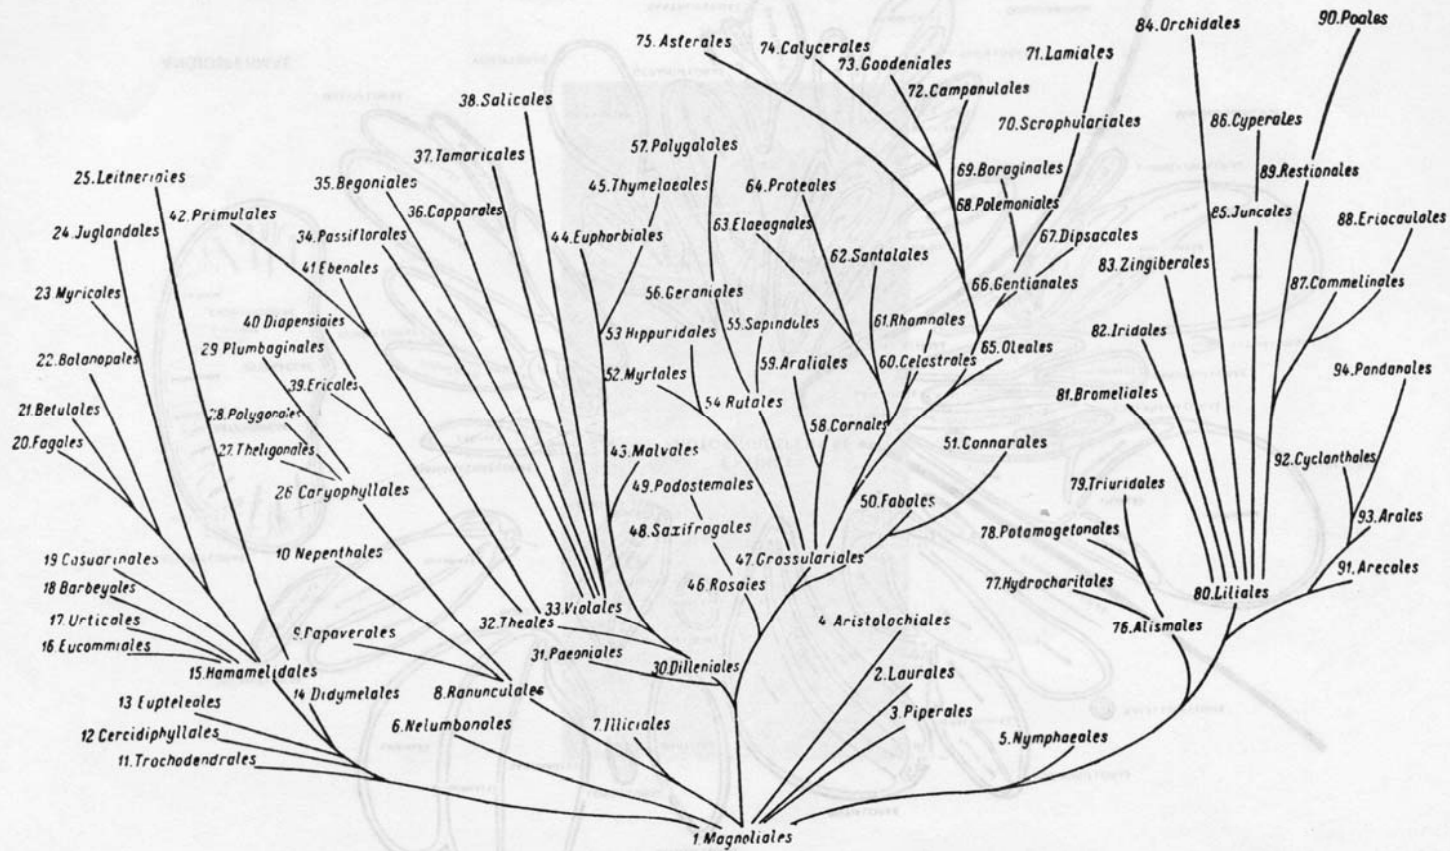 90.Poales
84.Orchidales
75.Asterales
74.Calycerales
71.Lamiales
73.Goodeniales
72.Campanulales
38.Salicales
70.Scrophulariales
86.Cyperales
57.Polygalales
37.Tamaricales
25.Leitneriales
35.Begoniales
45.Thymelaeales
64.Proteales
69.Boraginales
89.Restionales
42.Primulales
36.Capparales
68.Polemoniales
85.Juncales
88.Eriocaulales
24.Juglandales
34.Passiflorales
44.Euphorbiales
63.Elaeagnales
67.Dipsacales
62.Santalales
83.Zingiberales
41 Ebenales
66.Gentianales
87.Commelinales
23.Myricales
56.Geraniales
40 Diapensiales
53 Hippuridales
55.Sapindales
61.Rhamnales
82.Iridales
29 Plumbaginales
65.Oleales
22.Balanopales
59.Araliales
60.Celastrales
94.Pandanales
52.Myrtales
39.Ericales
81.Bromeliales
54.Rutales
21.Betulales
28.Polygonales
58.Cornales
20.Fagales
51.Connarales
27.Theligonales
43.Malvales
92.Cyclanthales
49.Podostemales
79.Triuridales
26 Caryophyllales
50.Fabales
93.Arales
48.Saxifragales
78.Potamogetonales
10 Nepenthales
47.Grossulariales
19 Casuarinales
91.Arecales
46.Rosales
77.Hydrocharitales
18 Barbeyales
80.Liliales
33.Violales
17.Urticales
32.Theales
4 Aristolochiales
76.Alismales
9.Papaverales
16 Eucommiales
31.Paeoniales
30.Dilleniales
15.Hamamelidales
2.Laurales
14 Didymelales
8.Ranunculales
13 Eupteleales
3.Piperales
6.Nelumbonales
7.Illiciales
12 Cercidiphyllales
5.Nymphaeales
11.Trochodendrales
1.Magnoliales